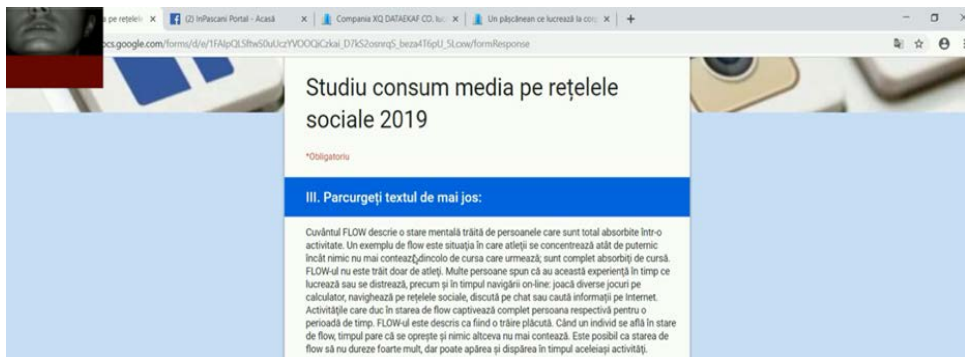 pe rețele
(2) InPascani Portal - Acasă
Compania XQ DATAEKAF CO.
Un pășcănean ce lucrează la
docs.google.com/forms/d/e/
/formResponse
Studiu consum media pe rețelele
sociale 2019
*Obligatoriu
III. Parcurgeți textul de mai jos:
Cuvântul FLOW descrie o stare mentală trăită de persoanele care sunt total absorbite într-o
activitate. Un exemplu de flow este situația în care atleții se concentrează atât de puternic
încât nimic nu mai contează dincolo de cursa care urmează; sunt complet absorbiți de cursă.
FLOW-ul nu este trăit doar de atleți. Multe persoane spun că au această experiență în timp ce
lucrează sau se distrează, precum și în timpul navigării on-line: joacă diverse jocuri pe
calculator, navighează pe rețelele sociale, discută pe chat sau caută informații pe Internet.
Activitățile care duc în starea de flow captivează complet persoana respectivă pentru o
perioadă de timp. FLOW-ul este descris ca fiind o trăire plăcută. Când un individ se află în stare
de flow, timpul pare că se oprește și nimic altceva nu mai contează. Este posibil ca starea de
flow să nu dureze foarte mult, dar poate apărea și dispărea în timpul aceleiași activități.